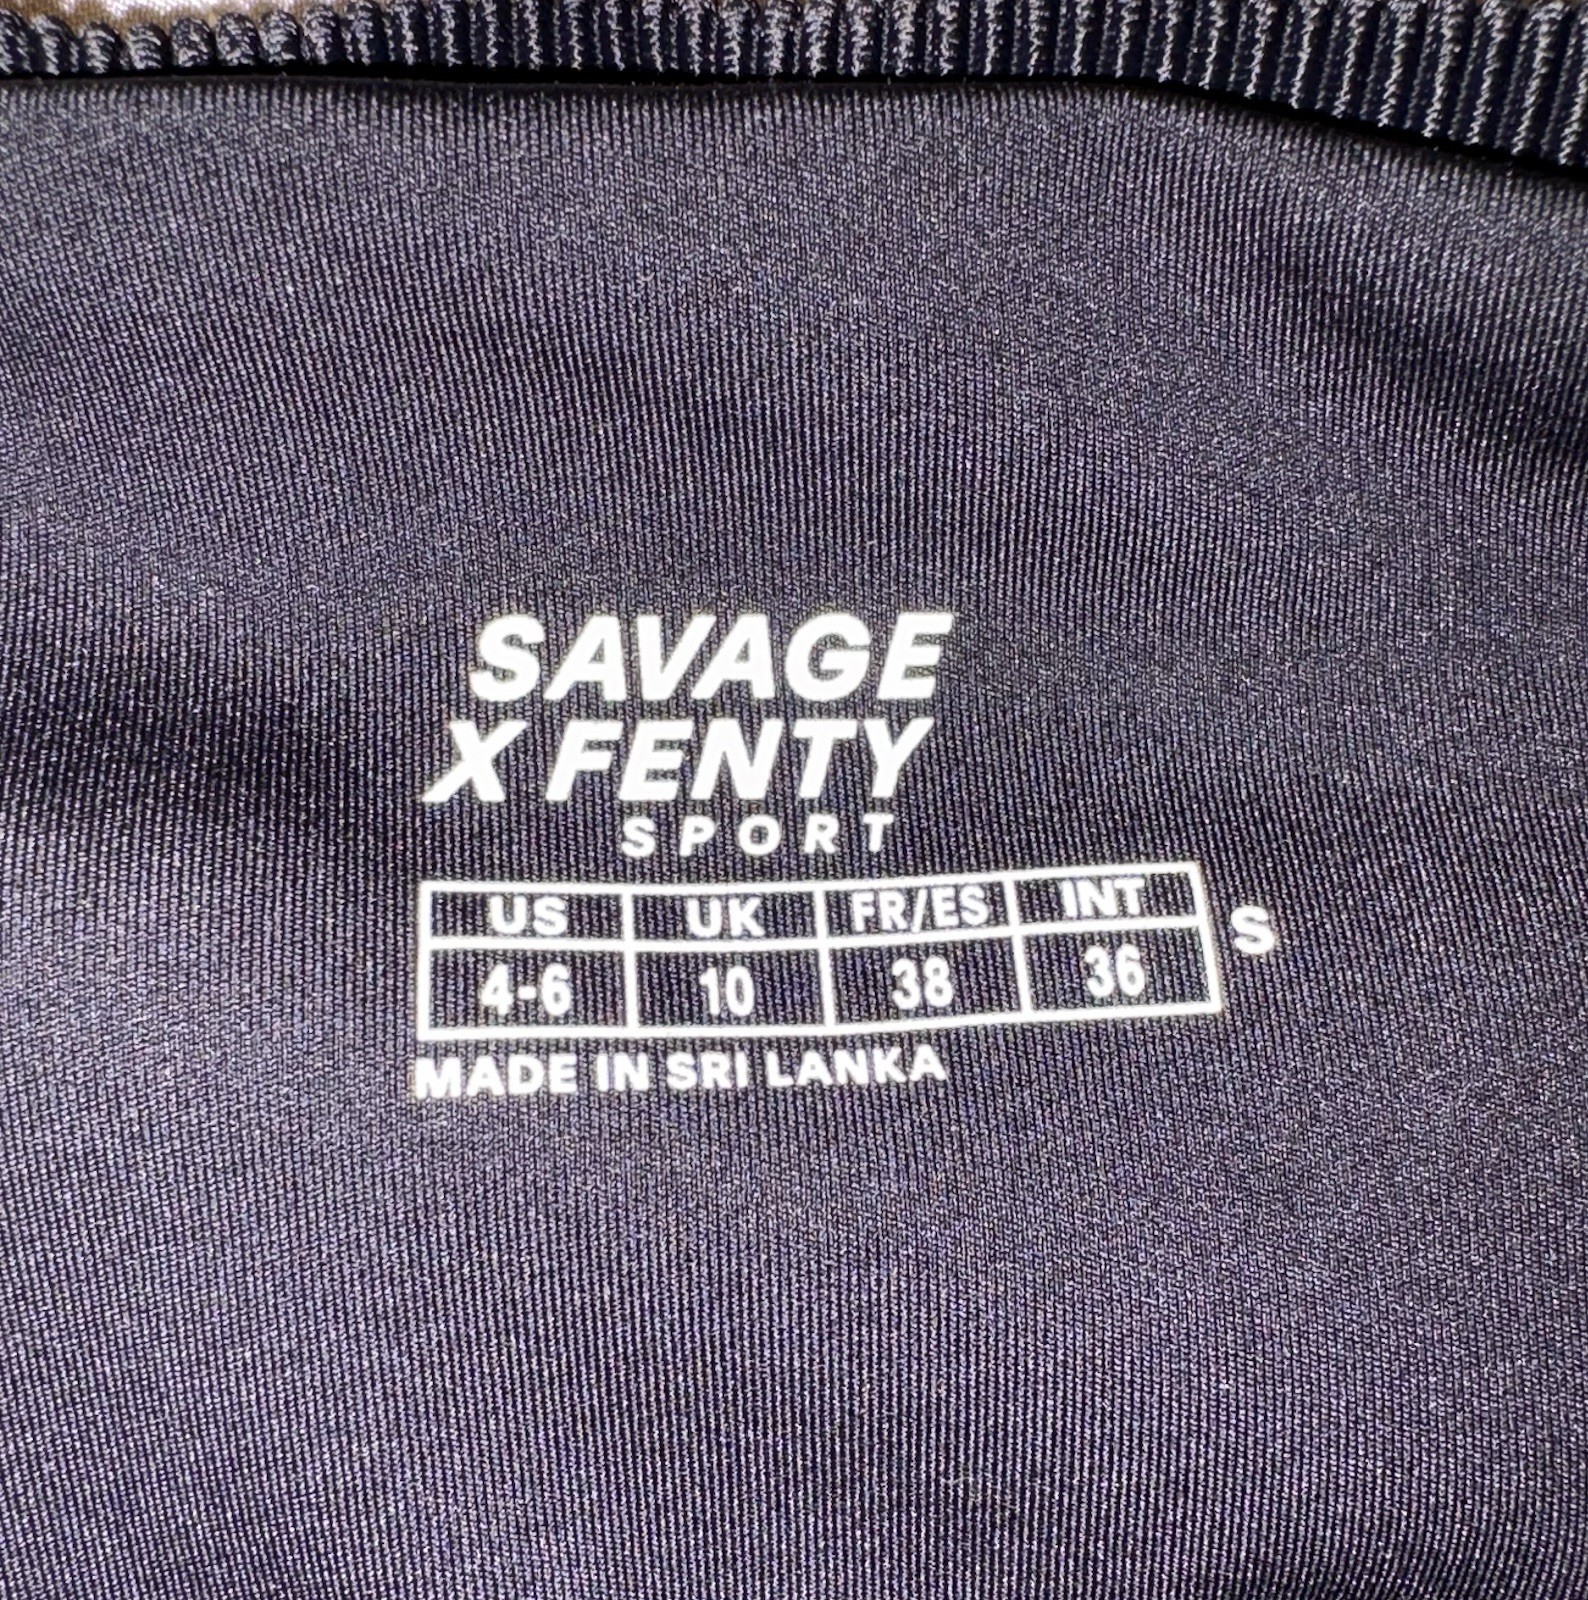 SAVAGE
X FENTY
SPORT
US UK FR/ES INT S
4-6 10 38 36
MADE IN SRI LANKA